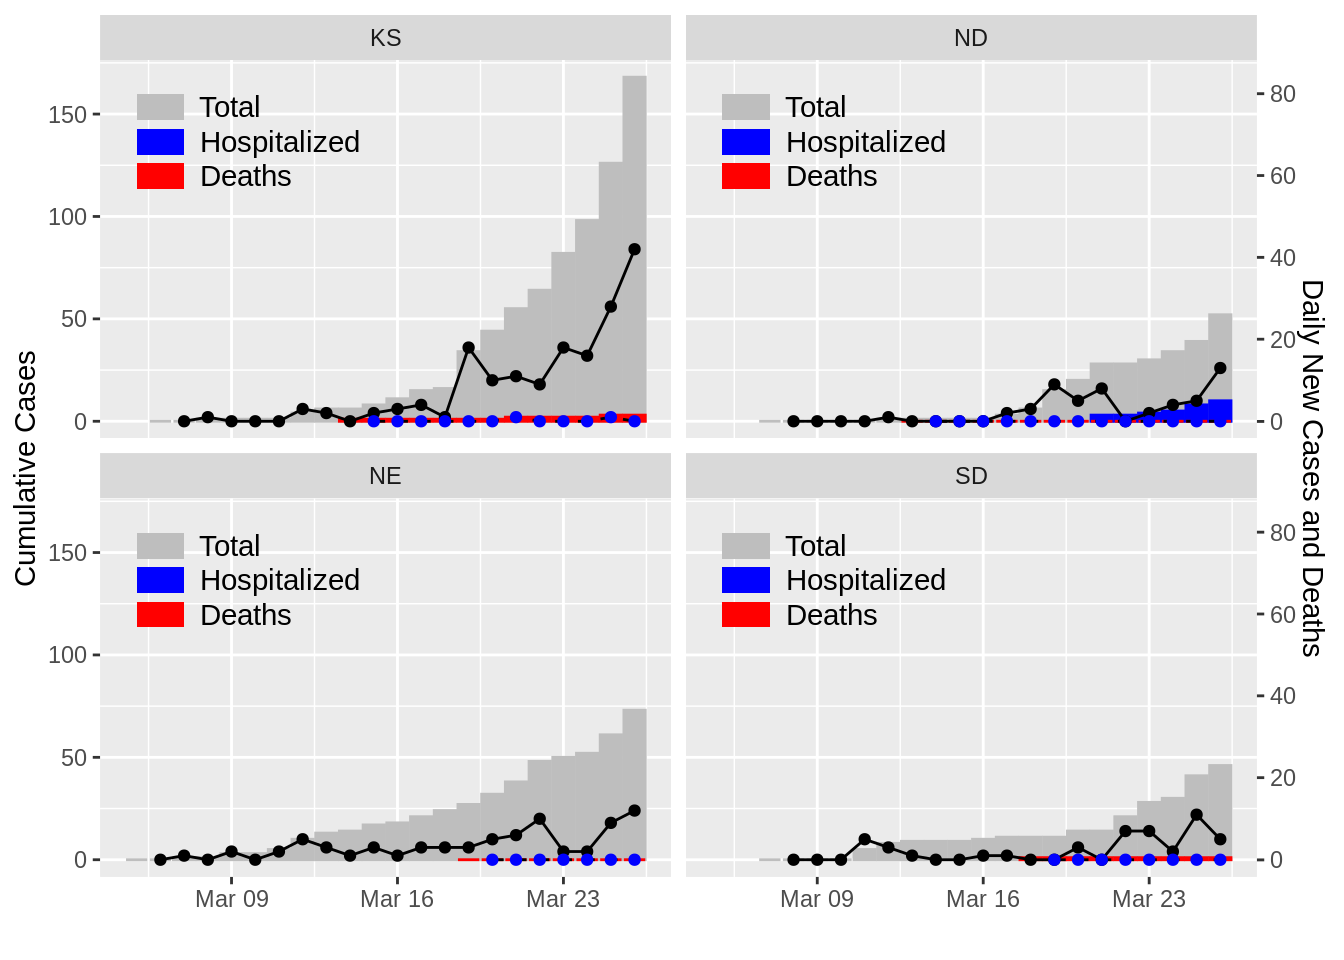 KS
ND
Total
Hospitalized
Deaths
Total
Hospitalized
Deaths
150
100
50
0
80
60
40
20
0
Cumulative Cases
Daily New Cases and Deaths
NE
SD
Total
Hospitalized
Deaths
Total
Hospitalized
Deaths
150
100
50
0
80
60
40
20
0
Mar 09
Mar 16
Mar 23
Mar 09
Mar 16
Mar 23